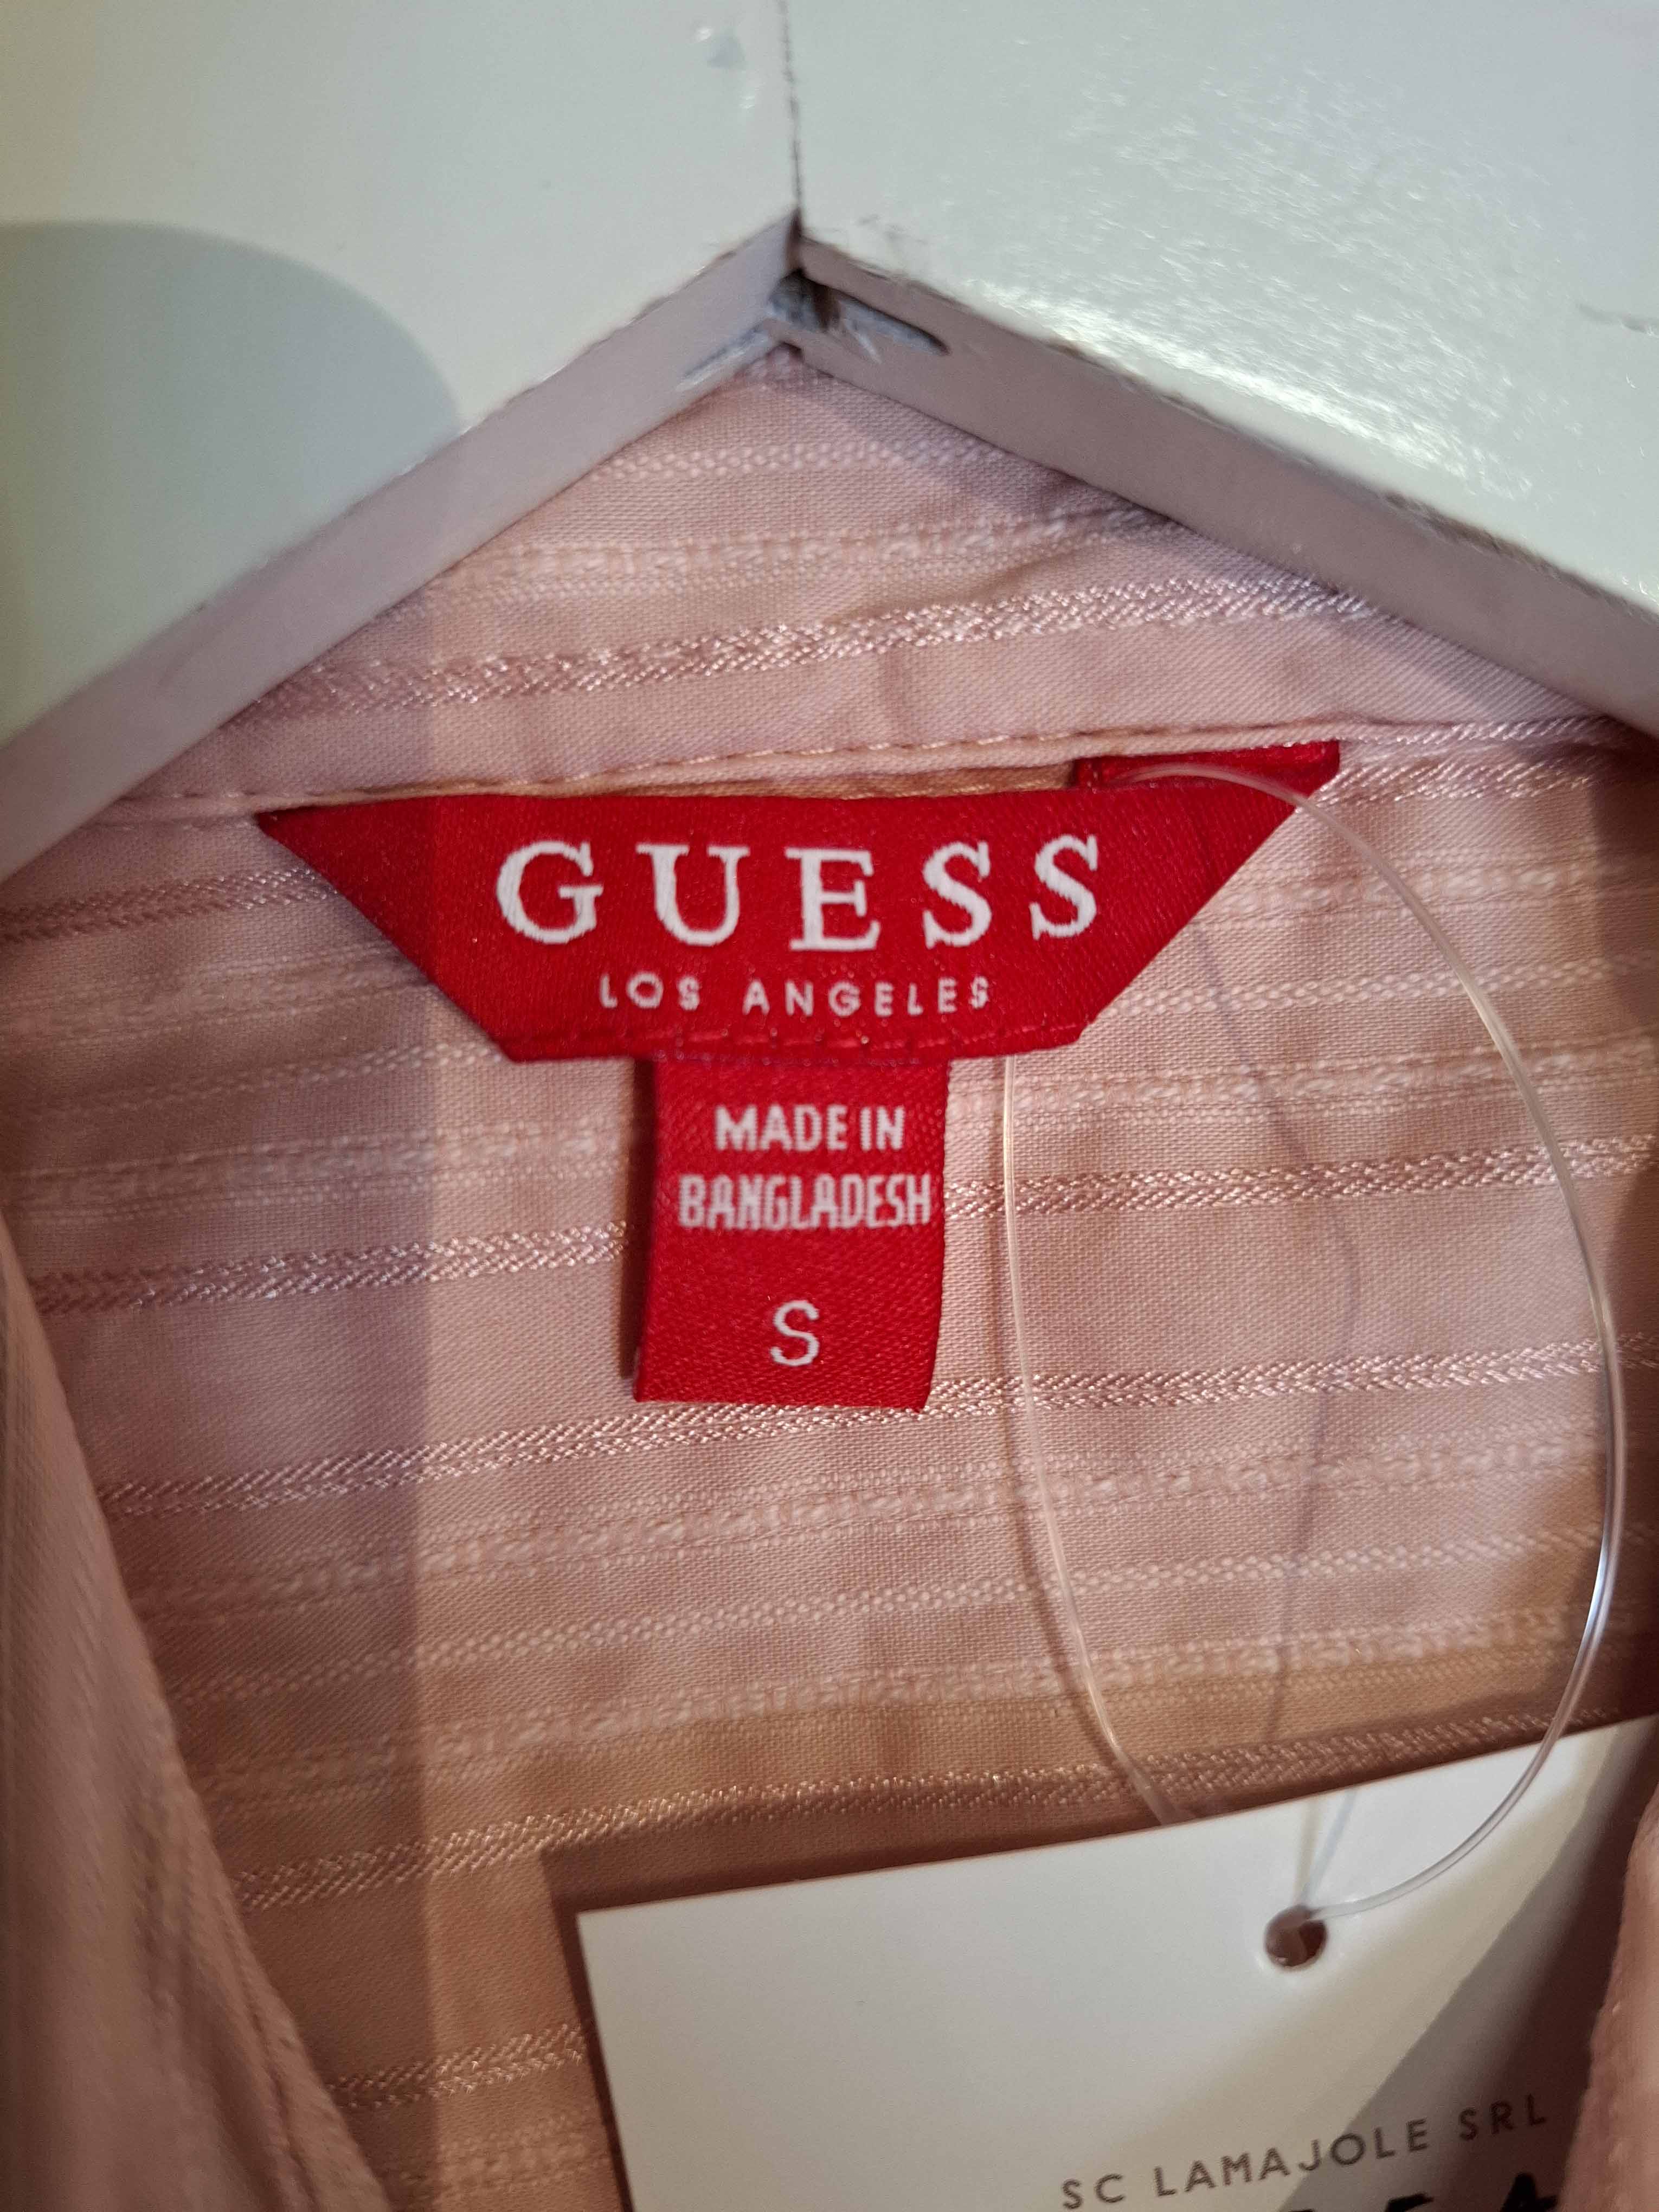 GUESS
LOS ANGELES
MADE IN
BANGLADESH
S
SC LAMAJOLE SRL